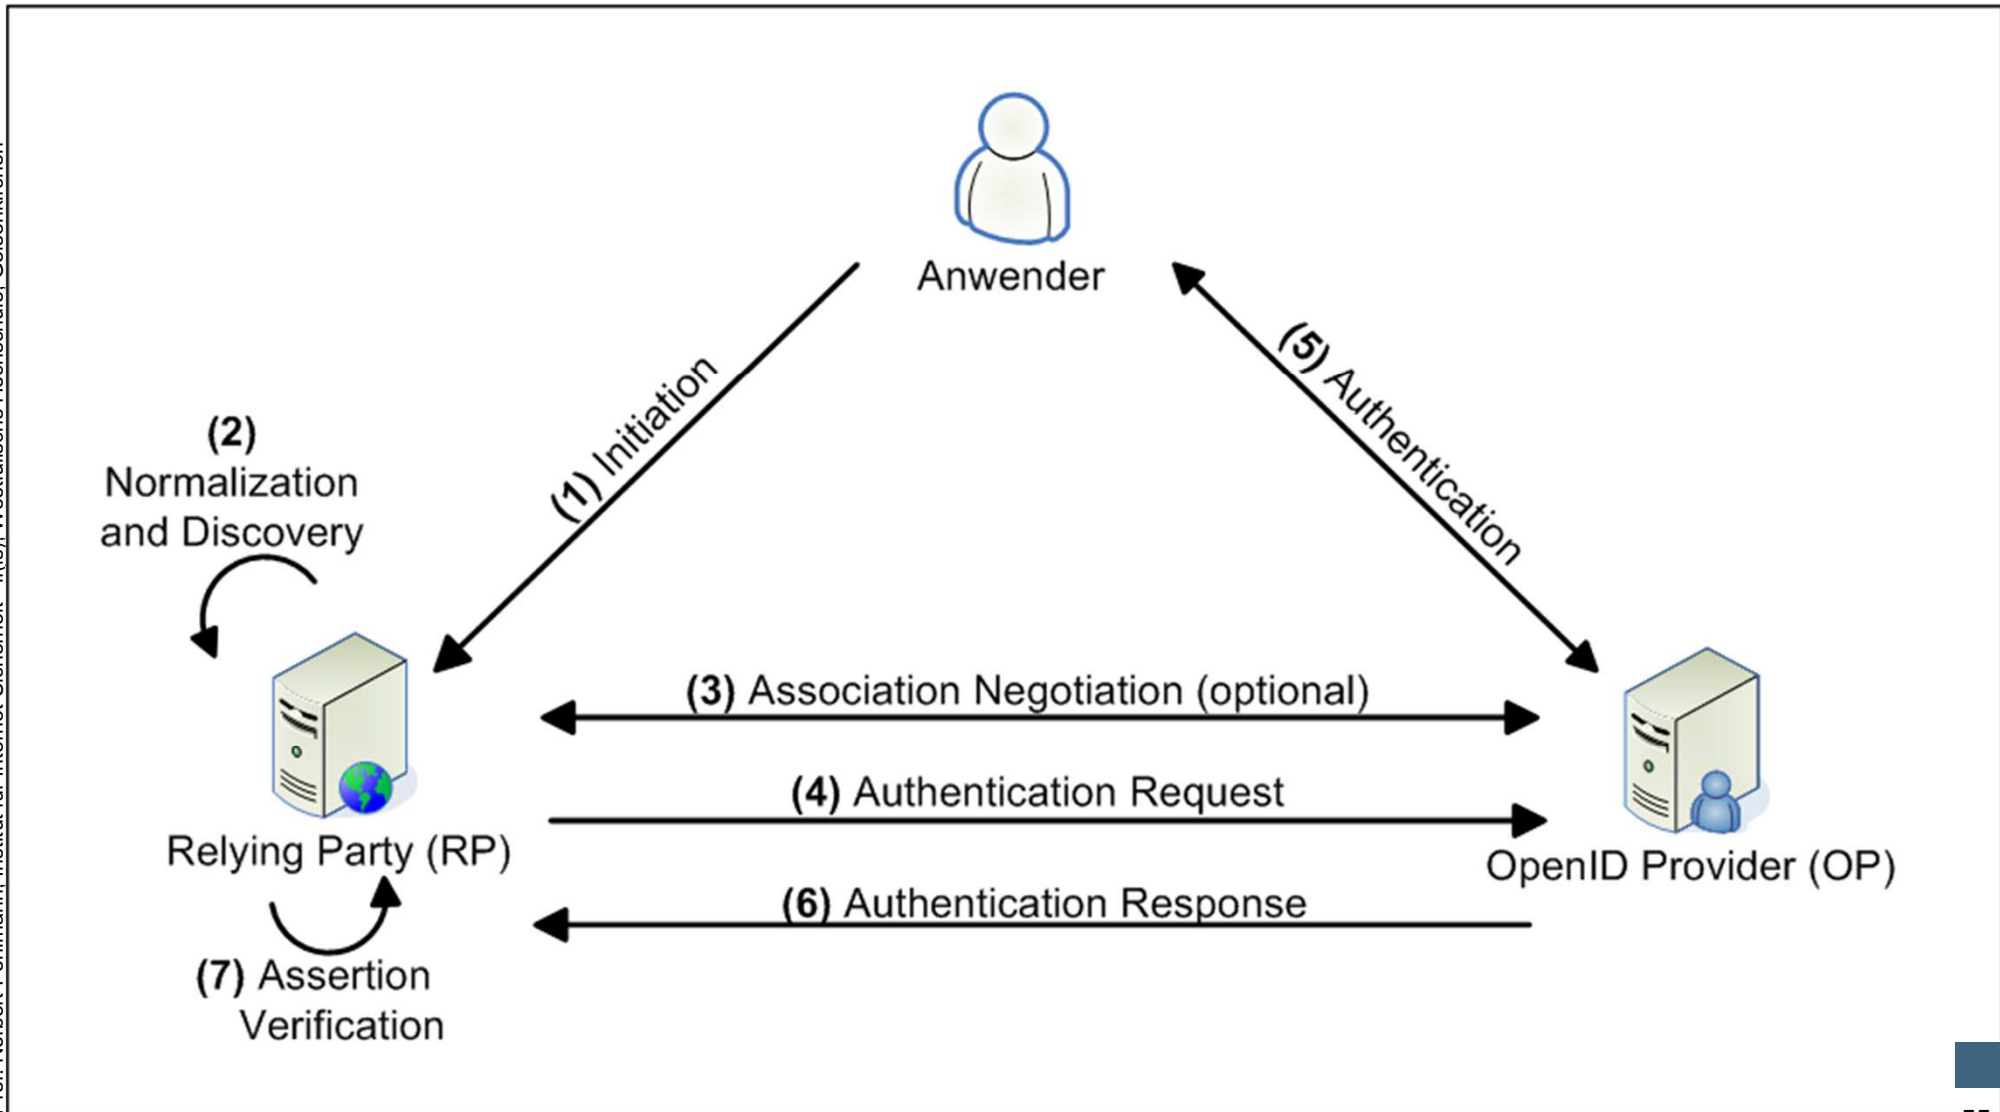 Anwender
(1) Initiation
(5) Authentication
(2)
Normalization
and Discovery
(3) Association Negotiation (optional)
(4) Authentication Request
Relying Party (RP)
OpenID Provider (OP)
(6) Authentication Response
(7) Assertion
Verification